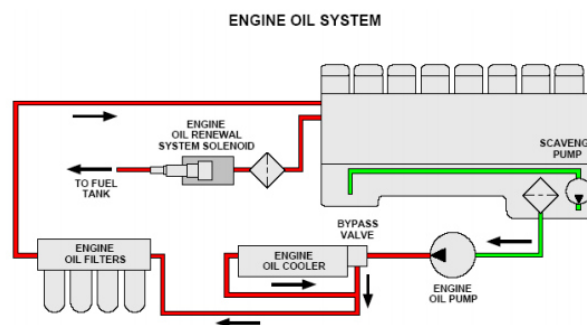 ENGINE OIL SYSTEM
ENGINE
OIL RENEWAL
SYSTEM SOLENOID
TO FUEL
TANK
SCAVENG
PUMP
BYPASS
VALVE
ENGINE
OIL FILTERS
ENGINE
OIL COOLER
ENGINE
OIL PUMP